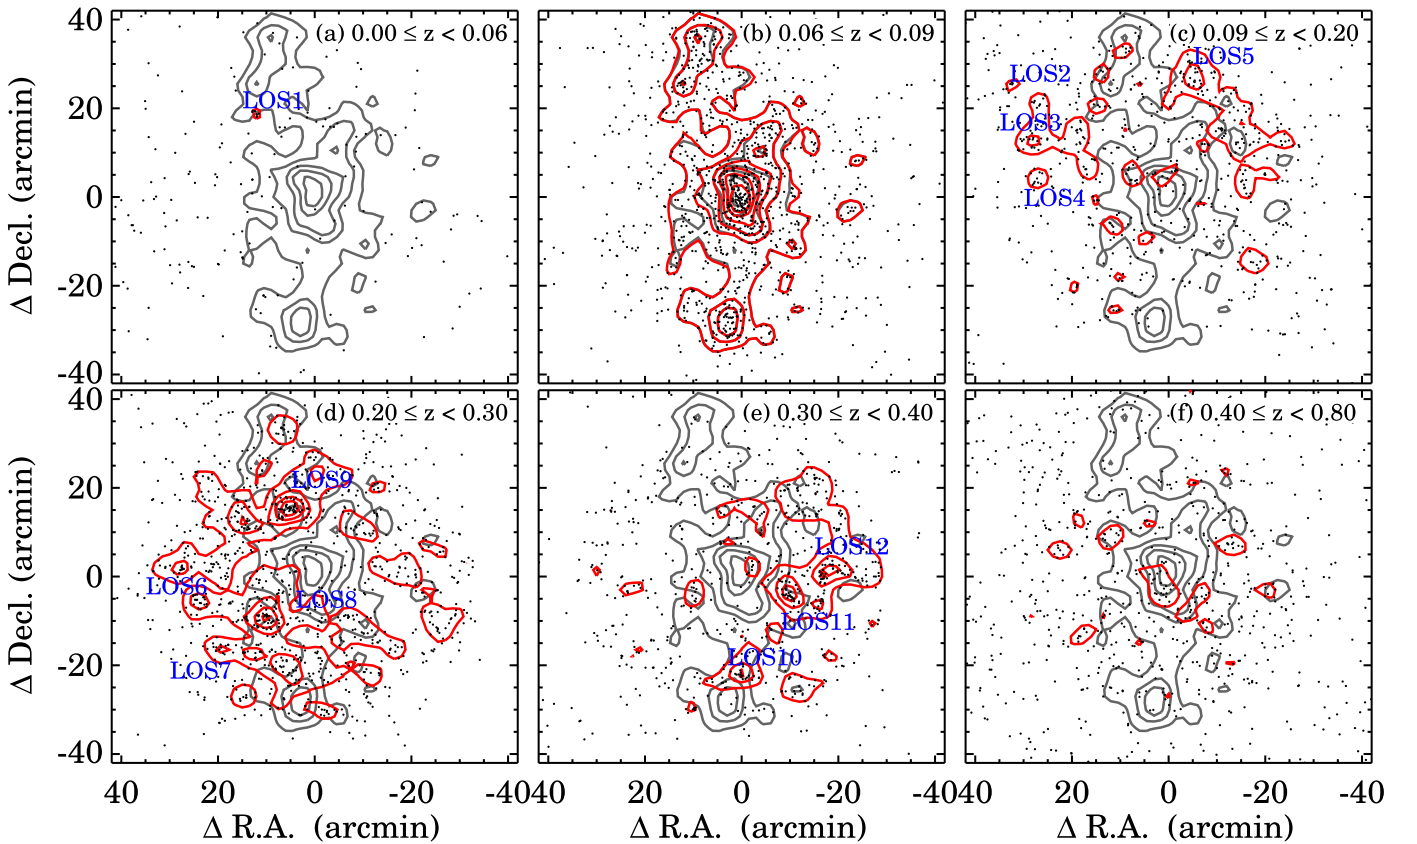 (a) 0.00 ≤ z < 0.06
(b) 0.06 ≤ z < 0.09
(c) 0.09 ≤ z < 0.20
40
20
0
-20
-40
Δ Decl. (arcmin)
LOS1
LOS2
LOS3
LOS4
LOS5
(d) 0.20 ≤ z < 0.30
(e) 0.30 ≤ z < 0.40
(f) 0.40 ≤ z < 0.80
40
20
0
-20
-40
Δ Decl. (arcmin)
LOS9
LOS6
LOS8
LOS7
LOS12
LOS11
LOS10
40 20 0 -20 -40
40 20 0 -20 -40
40 20 0 -20 -40
Δ R.A. (arcmin)
Δ R.A. (arcmin)
Δ R.A. (arcmin)